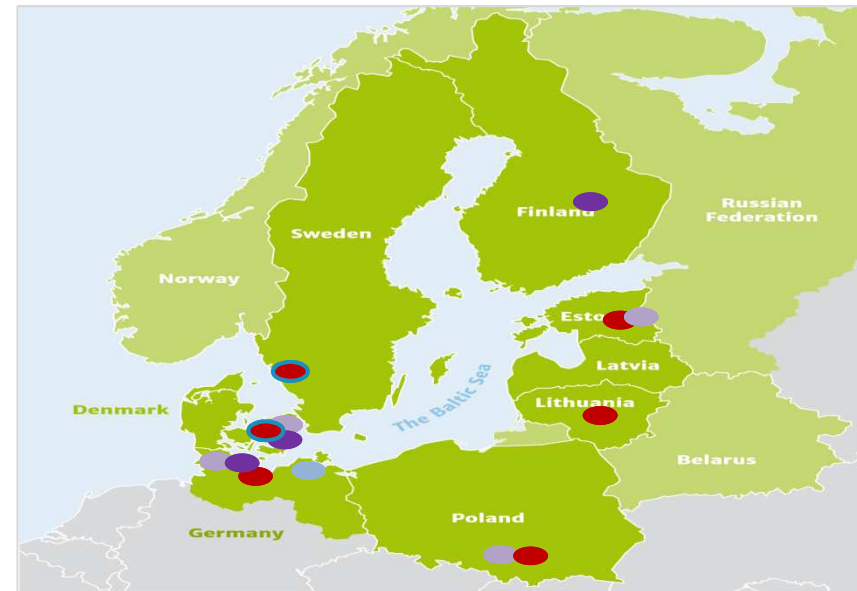 Finland
Russian
Federation
Sweden
Norway
Esto
Latvia
Denmark
The Baltic Sea
Lithuania
Belarus
Poland
Germany